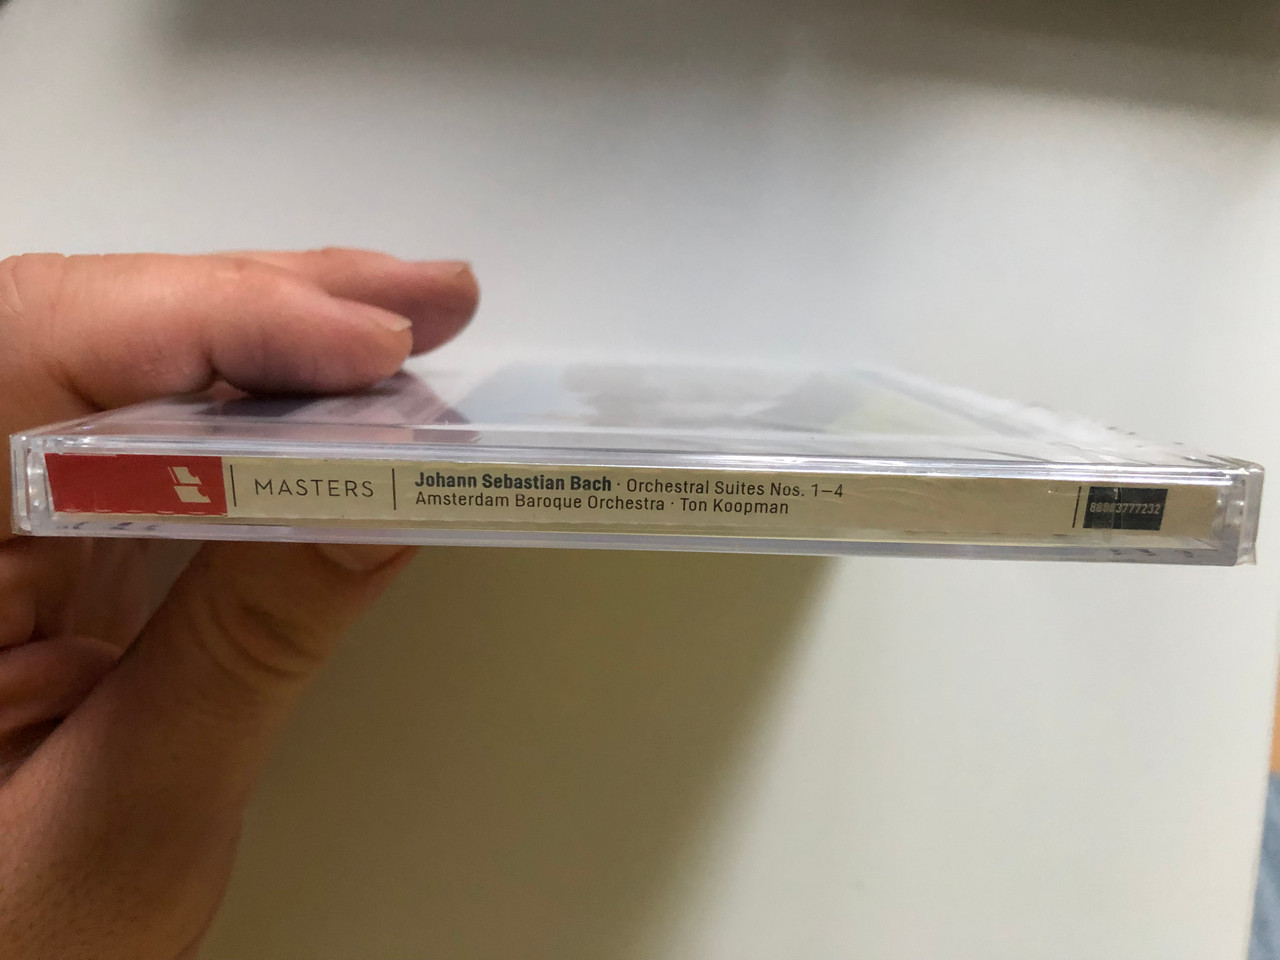 MASTERS
Johann Sebastian Bach · Orchestral Suites Nos. 1–4
Amsterdam Baroque Orchestra · Ton Koopman